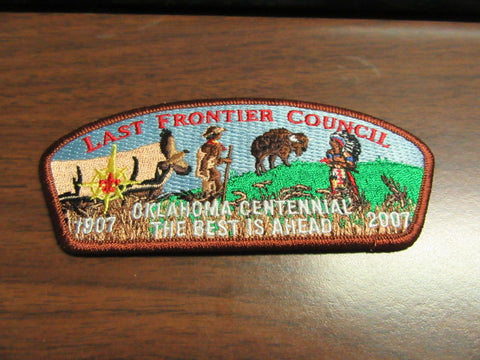 LAST FRONTIER COUNCIL
1907 OKLAHOMA CENTENNIAL 2007
THE BEST IS AHEAD